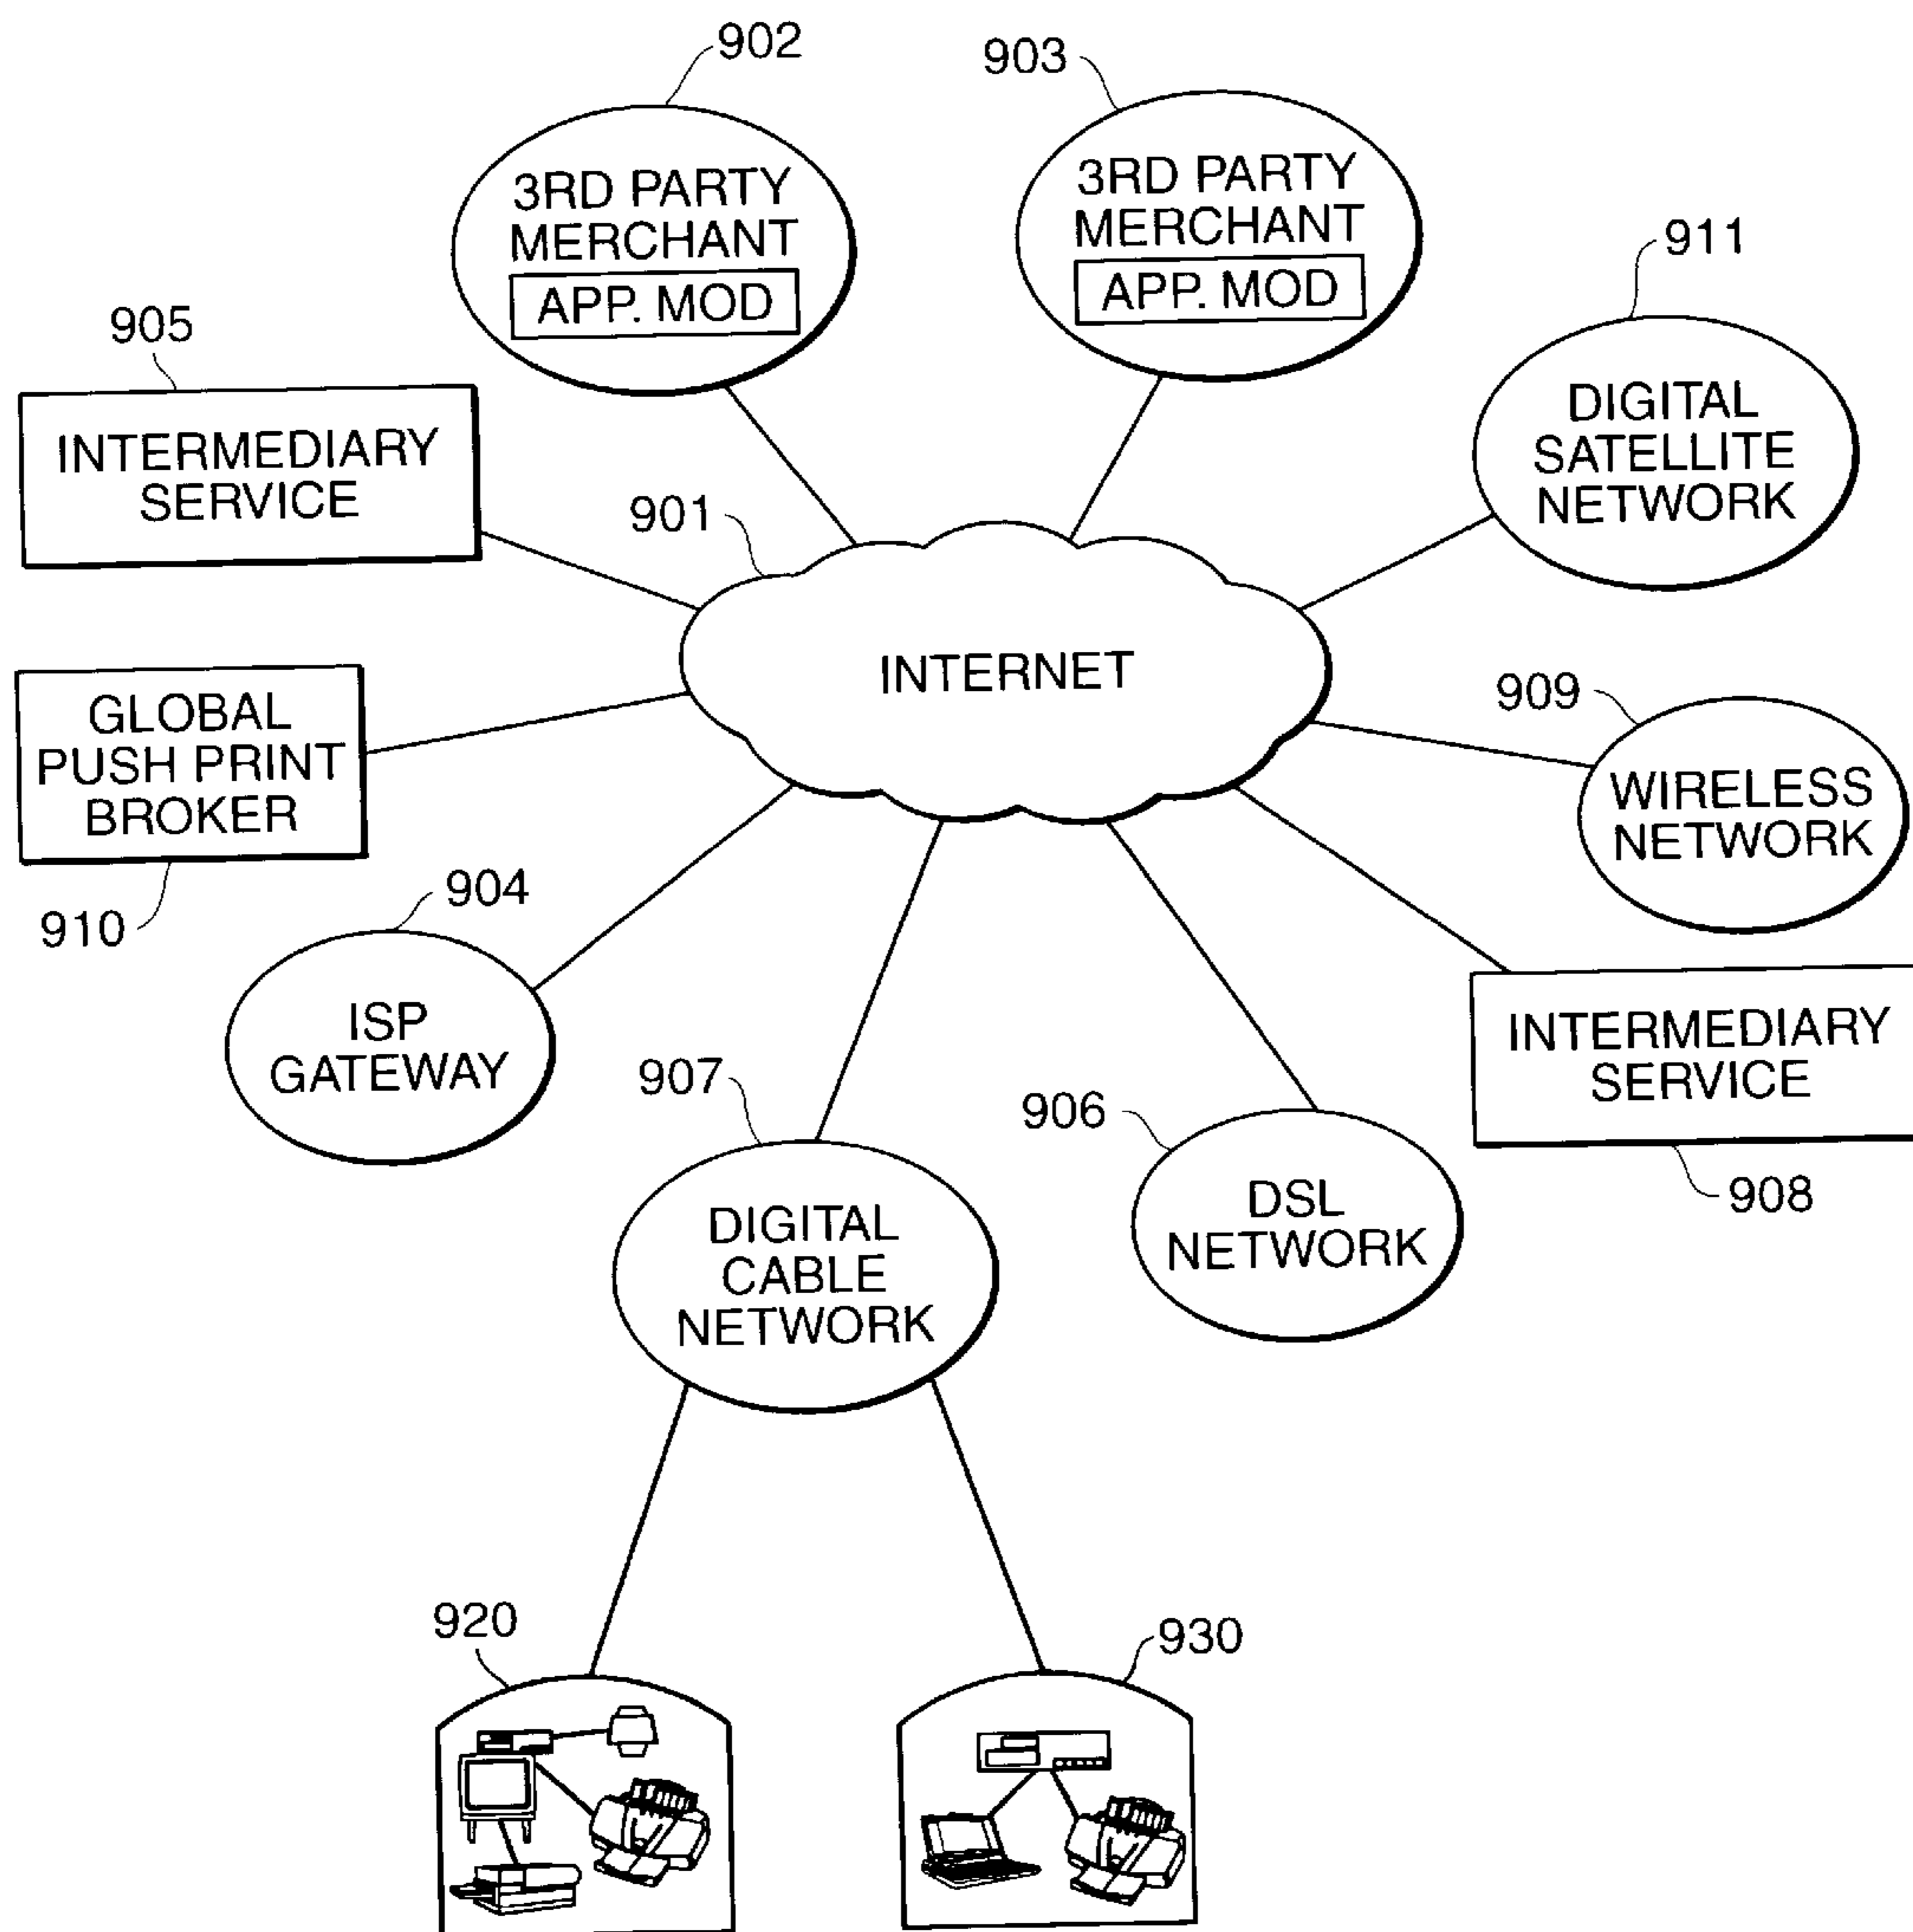 902
903
3RD PARTY
MERCHANT
APP. MOD
3RD PARTY
MERCHANT
APP. MOD
911
905
DIGITAL
SATELLITE
NETWORK
INTERMEDIARY
SERVICE
901
INTERNET
909
GLOBAL
PUSH PRINT
BROKER
WIRELESS
NETWORK
904
910
ISP
GATEWAY
INTERMEDIARY
SERVICE
907
906
908
DIGITAL
CABLE
NETWORK
DSL
NETWORK
920
930